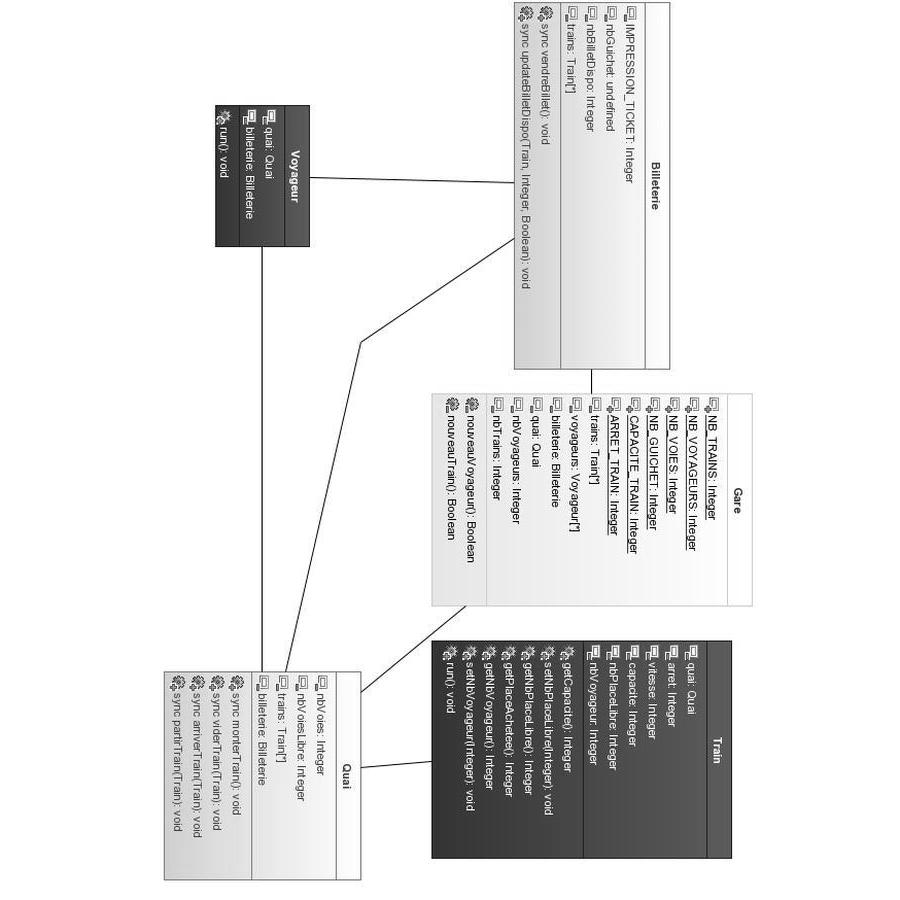 Billeterie
IMPRESSION_TICKET: Integer
nbGuichet: undefined
nbBilletDispo: Integer
trains: Train[*]
sync vendreBillet(): void
sync updateBilletDispo(Train, Integer, Boolean): void
Voyageur
quai: Quai
billeterie: Billeterie
run(): void
Gare
NB_TRAINS: Integer
NB_VOYAGEURS: Integer
NB_VOIES: Integer
NB_GUICHET: Integer
CAPACITE_TRAIN: Integer
ARRET_TRAIN: Integer
trains: Train[*]
voyageurs: Voyageur[*]
billeterie: Billeterie
quai: Quai
nbVoyageurs: Integer
nbTrains: Integer
nouveauVoyageur(): Boolean
nouveauTrain(): Boolean
Train
quai: Quai
arret: Integer
vitesse: Integer
capacite: Integer
nbPlaceLibre: Integer
nbVoyageur: Integer
getCapacite(): Integer
setNbPlaceLibre(Integer): void
getNbPlaceLibre(): Integer
getPlaceAchetee(): Integer
getNbVoyageur(): Integer
setNbVoyageur(Integer): void
run(): void
Quai
nbVoies: Integer
nbVoiesLibre: Integer
trains: Train[*]
billeterie: Billeterie
sync monterTrain(): void
sync viderTrain(Train): void
sync arriverTrain(Train): void
sync partirTrain(Train): void